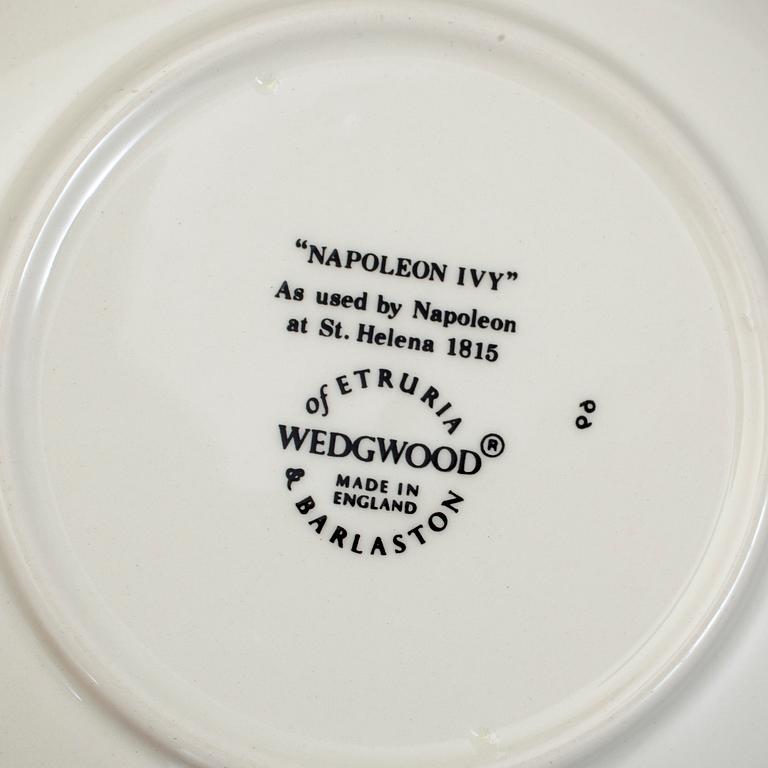 “NAPOLEON IVY”
As used by Napoleon
at St. Helena 1815
of ETRURIA
WEDGWOOD®
MADE IN
ENGLAND
& BARLASTON